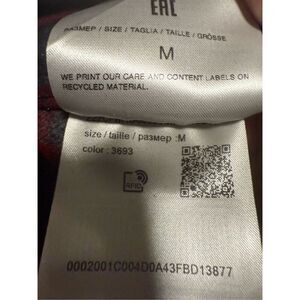 EAC
РАЗМЕР / SIZE / TAGLIA / TAILLE / GRÖSSE
M
WE PRINT OUR CARE AND CONTENT LABELS ON
RECYCLED MATERIAL.
size / taille / размер :M
color : 3693
RFID
0002001C004D0A43FBD13877